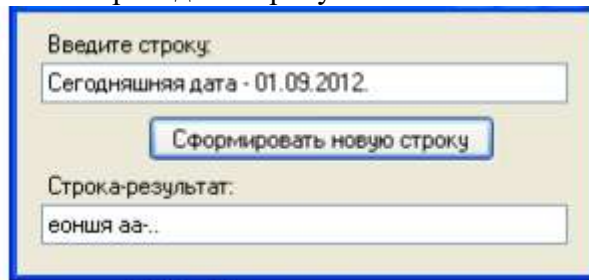 Введите строку:
Сегодняшняя дата - 01.09.2012.
Сформировать новую строку
Строка-результат:
еоншя аа-..